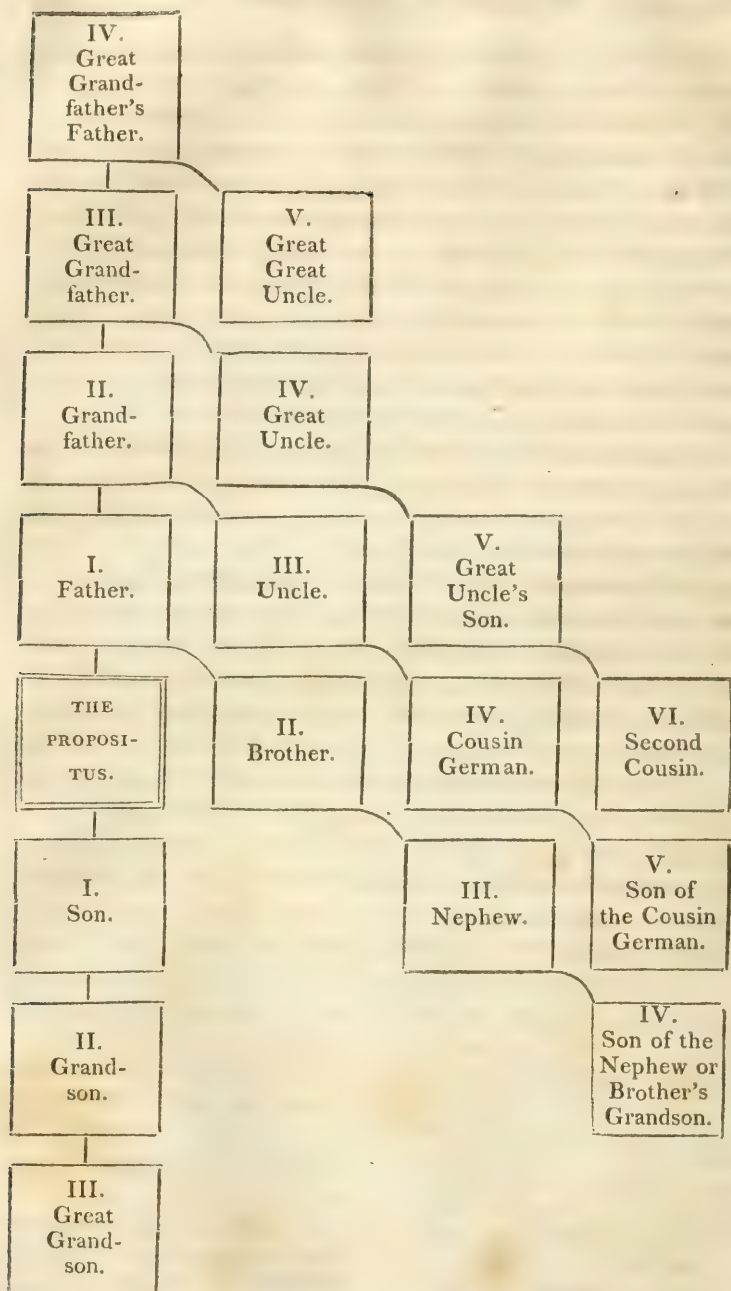 IV.
Great
Grand-
father's
Father.
III.
Great
Grand-
father.
V.
Great
Great
Uncle.
II.
Grand-
father.
IV.
Great
Uncle.
I.
Father.
III.
Uncle.
V.
Great
Uncle's
Son.
THE
PROPOSI-
TUS.
II.
Brother.
IV.
Cousin
German.
VI.
Second
Cousin.
I.
Son.
III.
Nephew.
V.
Son of
the Cousin
German.
II.
Grand-
son.
IV.
Son of the
Nephew or
Brother's
Grandson.
III.
Great
Grand-
son.